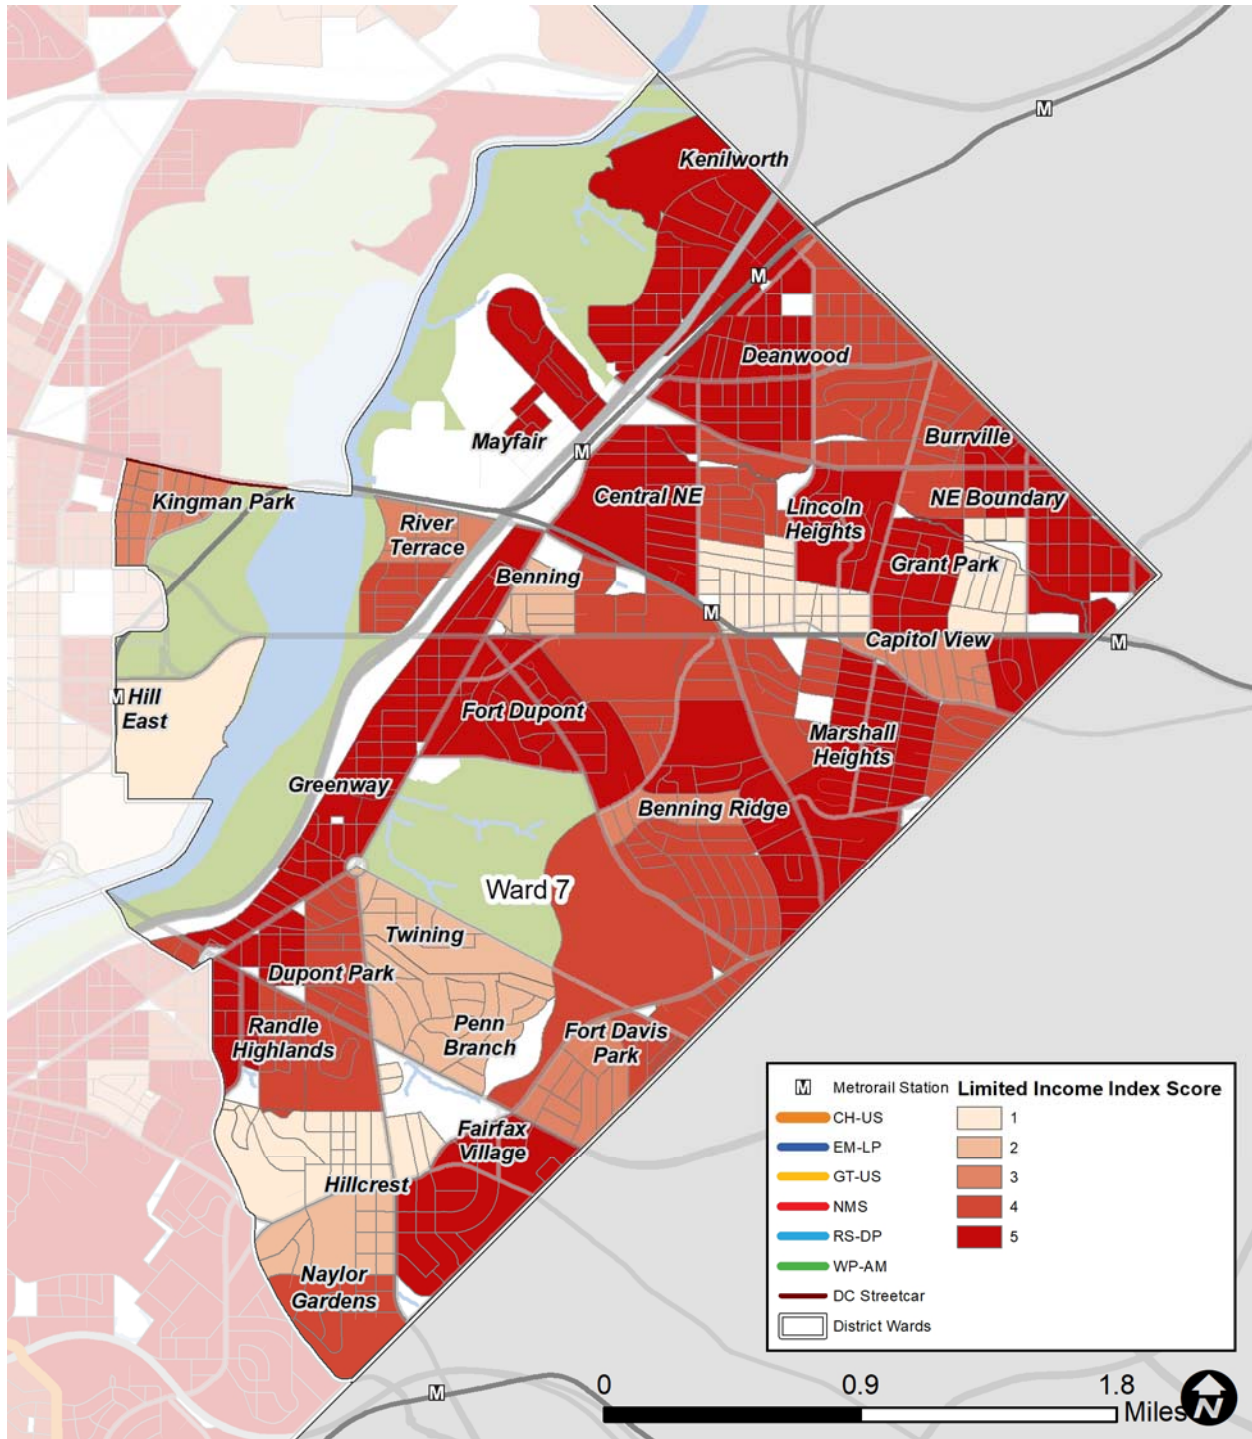 Kenilworth
M
M
Deanwood
Burrville
Mayfair
M
Kingman Park
Central NE
NE Boundary
River
Terrace
Lincoln
Heights
Benning
Grant Park
M
Capitol View
M
M
Hill
East
Fort Dupont
Marshall
Heights
Greenway
Benning Ridge
Ward 7
Twining
Dupont Park
Randle
Highlands
Penn
Branch
Fort Davis
Park
Fairfax
Village
Hillcrest
Naylor
Gardens
M
M Metrorail Station
CH-US
EM-LP
GT-US
NMS
RS-DP
WP-AM
DC Streetcar
District Wards
Limited Income Index Score
1
2
3
4
5
0 0.9 1.8
Miles
N